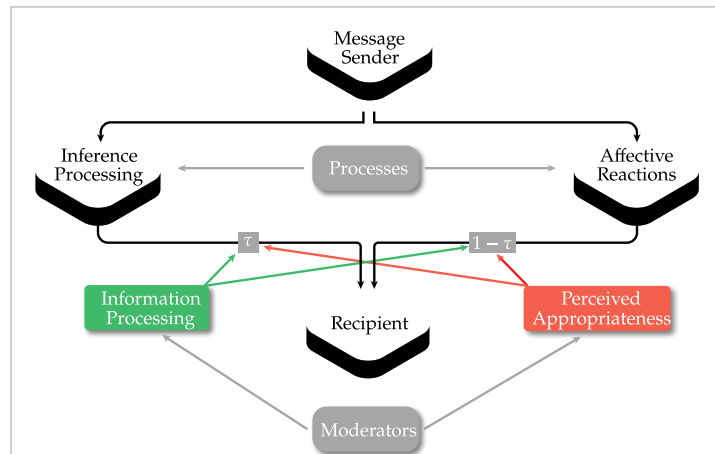 Message
Sender
Inference
Processing
Processes
Affective
Reactions
τ
1 − τ
Information
Processing
Recipient
Perceived
Appropriateness
Moderators